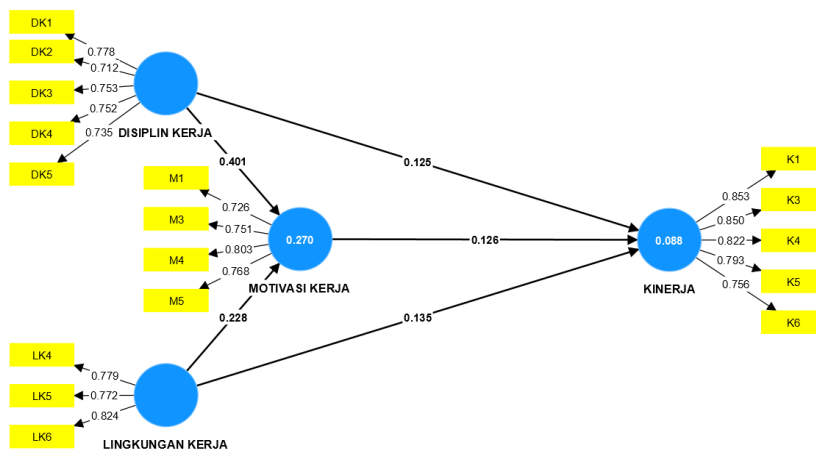 DK1
DK2
DK3
DK4
DK5
0.778
0.712
0.753
0.752
0.735
DISIPLIN KERJA
0.401
0.125
M1
M3
M4
M5
0.726
0.751
0.803
0.768
0.270
MOTIVASI KERJA
0.126
0.228
0.135
LK4
LK5
LK6
0.779
0.772
0.824
LINGKUNGAN KERJA
0.088
KINERJA
0.853
0.850
0.822
0.793
0.756
K1
K3
K4
K5
K6